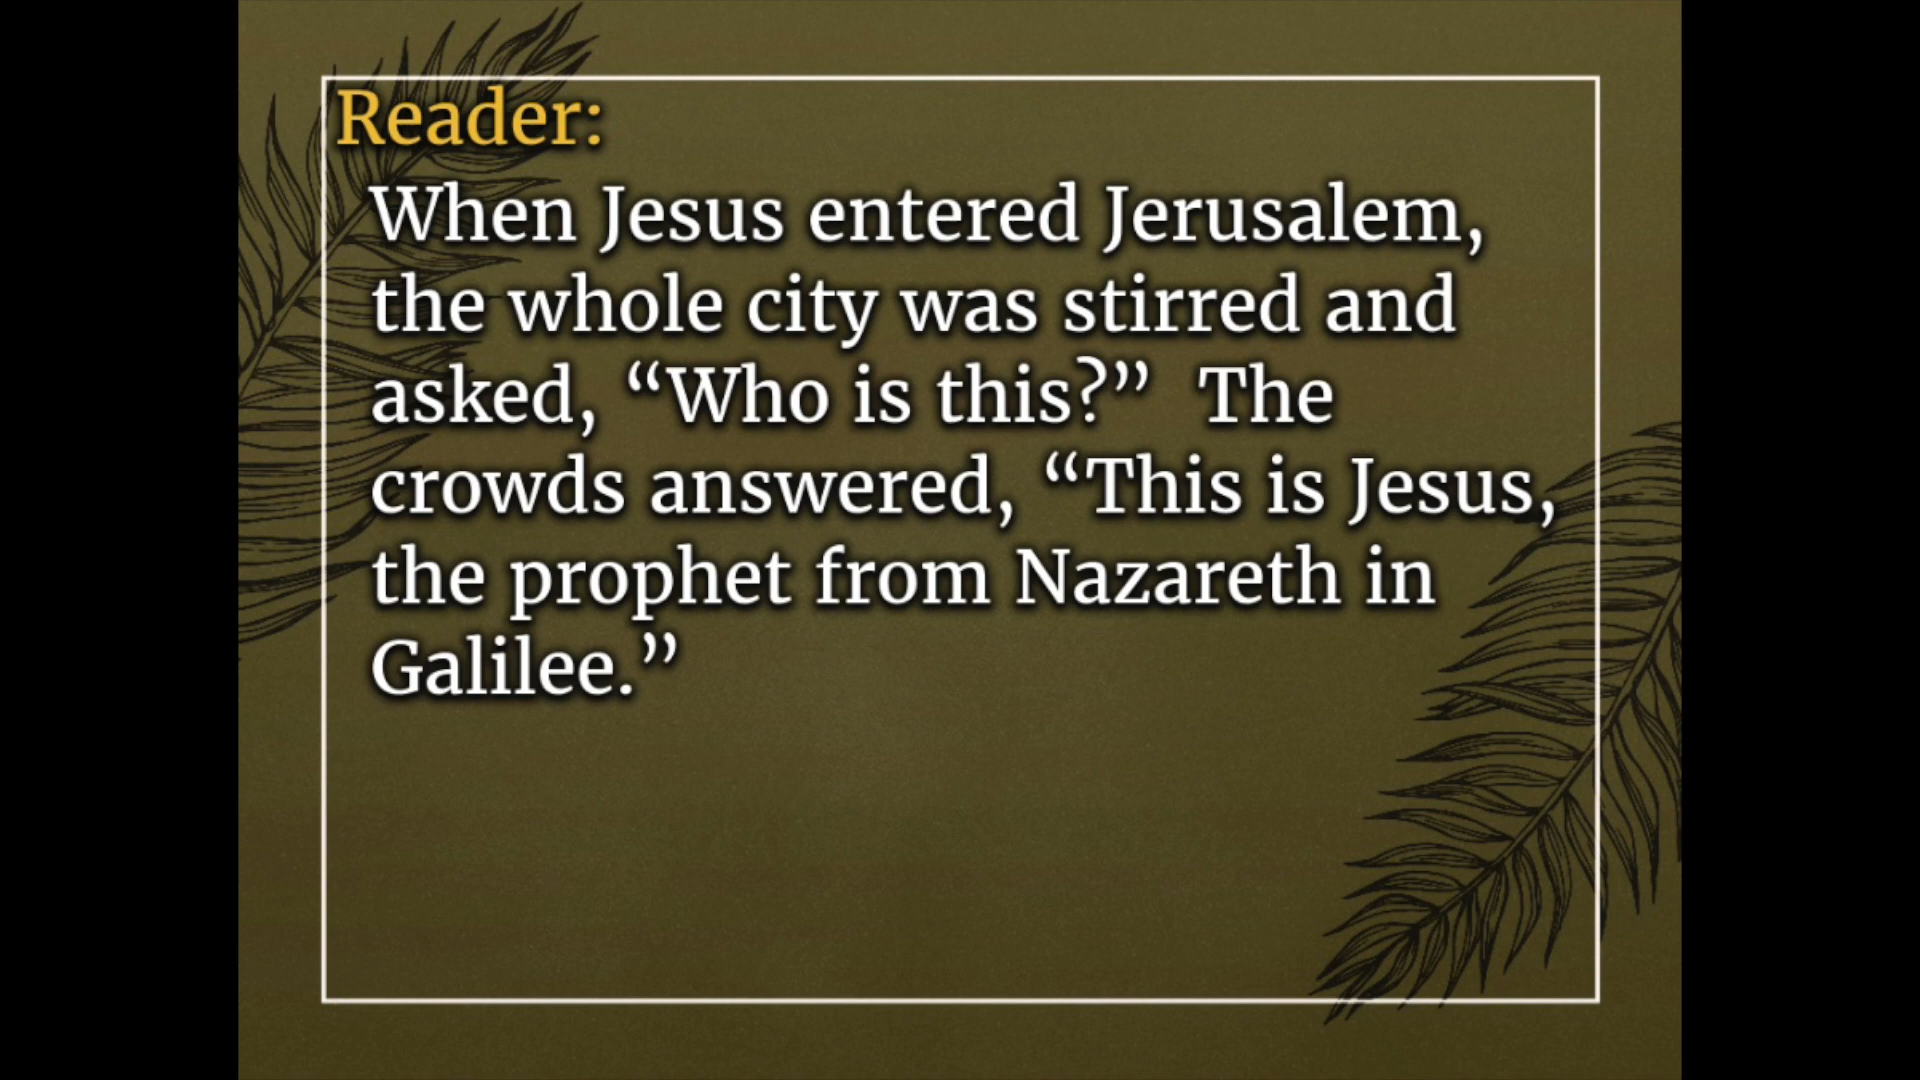 Reader:
When Jesus entered Jerusalem,
the whole city was stirred and
asked, “Who is this?”  The
crowds answered, “This is Jesus,
the prophet from Nazareth in
Galilee.”